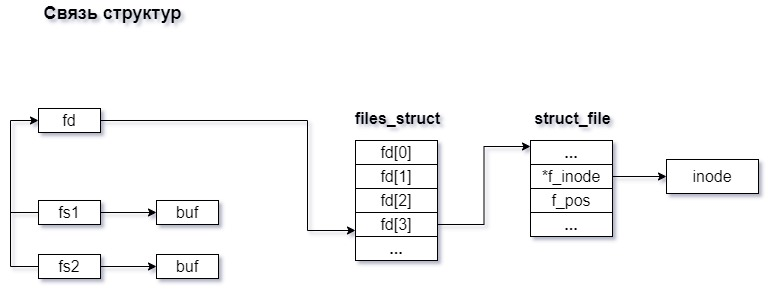 Связь структур
files_struct
struct_file
fd
fd[0]
fd[1]
fd[2]
fd[3]
...
...
*f_inode
f_pos
...
inode
fs1
buf
fs2
buf